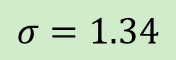 σ = 1.34